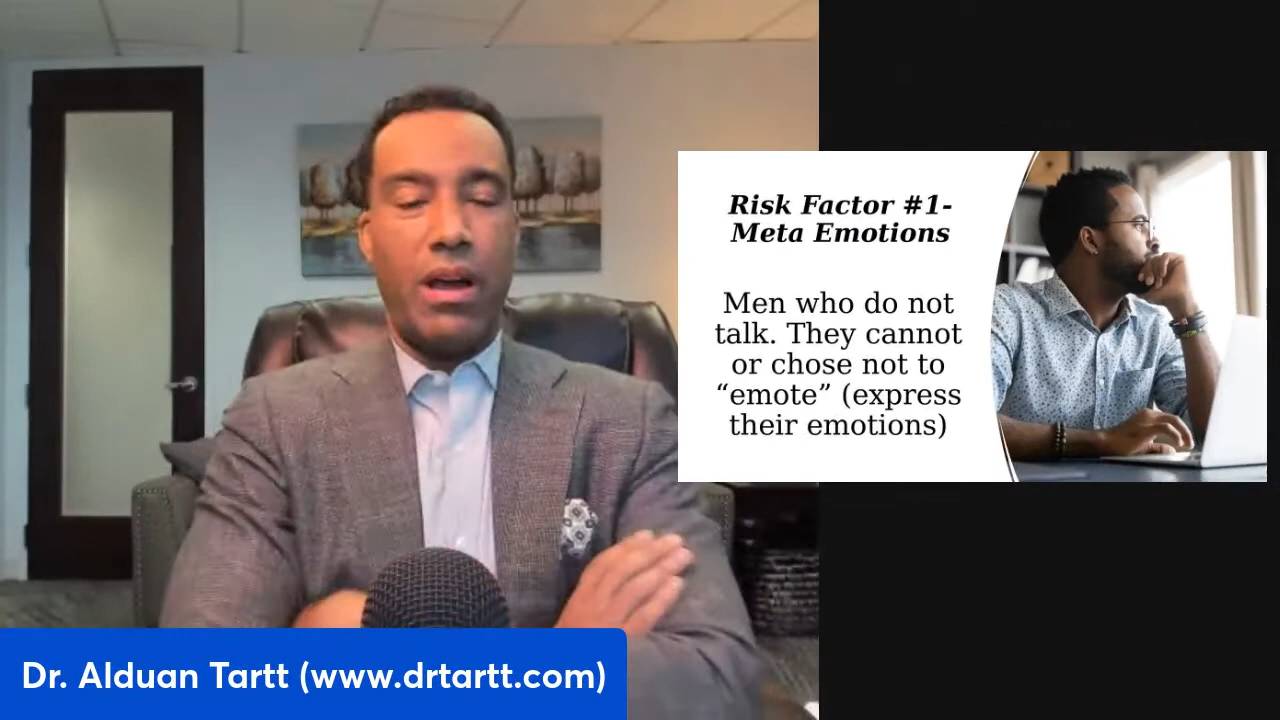 Risk Factor #1-
Meta Emotions
Men who do not
talk. They cannot
or chose not to
“emote” (express
their emotions)
Dr. Alduan Tartt (www.drtartt.com)